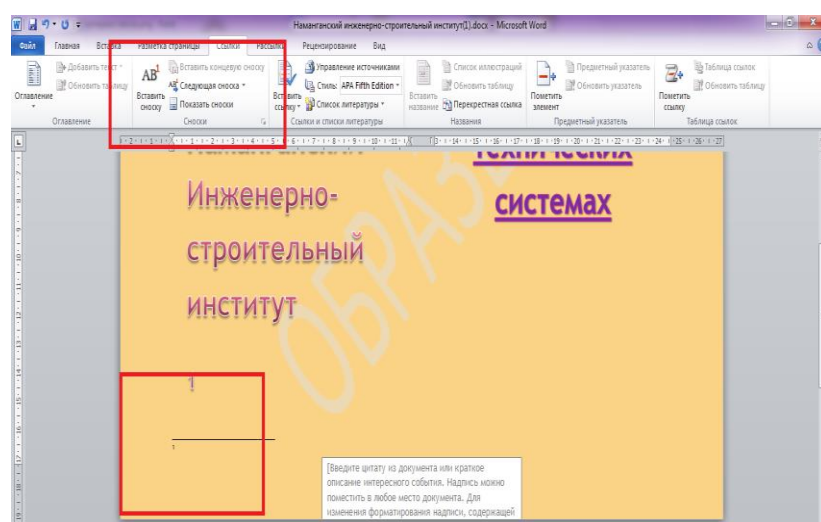 Наманганский инженерно-строительный институт(1).docx - Microsoft Word
Файл Главная Вставка Разметка страницы Ссылки Рассылки Рецензирование Вид
Оглавление
Добавить текст
Обновить таблицу
Оглавление
AB¹
Вставить сноску
Вставить концевую сноску
Следующая сноска
Показать сноски
Сноски
Вставить ссылку
Управление источниками
Стиль: APA Fifth Edition
Список литературы
Ссылки и списки литературы
Вставить название
Список иллюстраций
Обновить таблицу
Перекрестная ссылка
Названия
Пометить элемент
Предметный указатель
Обновить указатель
Предметный указатель
Пометить ссылку
Таблица ссылок
Обновить таблицу
Таблица ссылок
технических
системах
Инженерно-
строительный
институт
ОБРАЗЕЦ
1
1
[Введите цитату из документа или краткое
описание интересного события. Надпись можно
поместить в любое место документа. Для
изменения форматирования надписи, содержащей